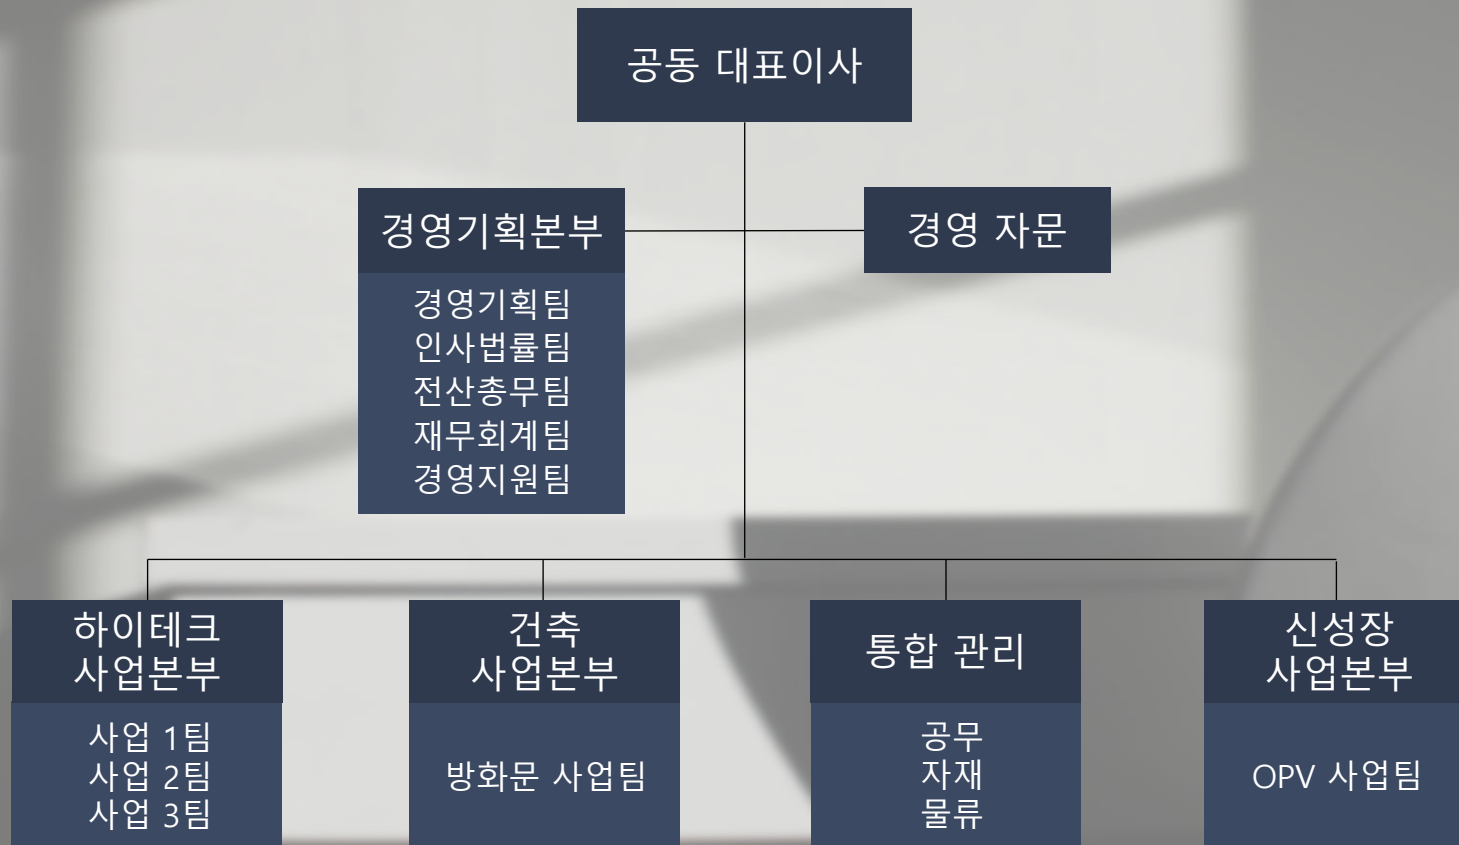 공동 대표이사
경영기획본부
경영 자문
경영기획팀
인사법률팀
전산총무팀
재무회계팀
경영지원팀
하이테크
사업본부
사업 1팀
사업 2팀
사업 3팀
건축
사업본부
방화문 사업팀
통합 관리
공무
자재
물류
신성장
사업본부
OPV 사업팀